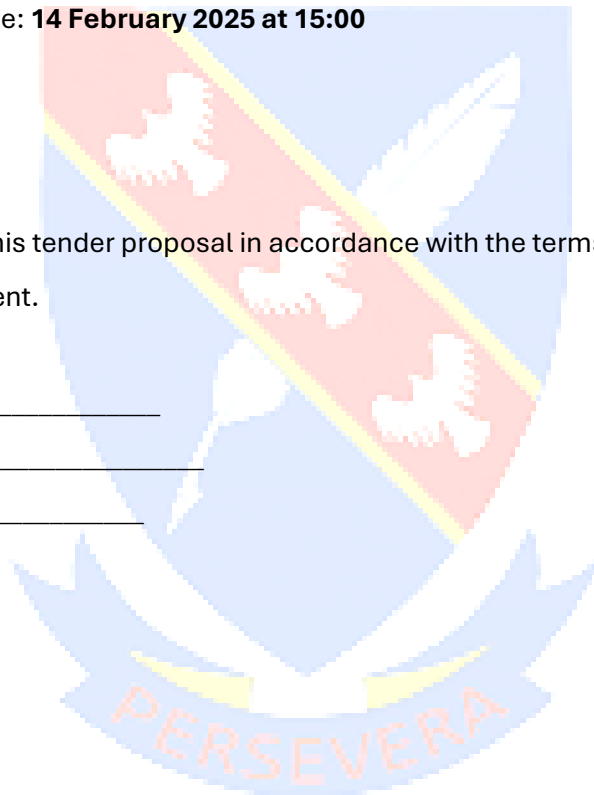 e: 14 February 2025 at 15:00
his tender proposal in accordance with the terms
ent.
PERSEVERA